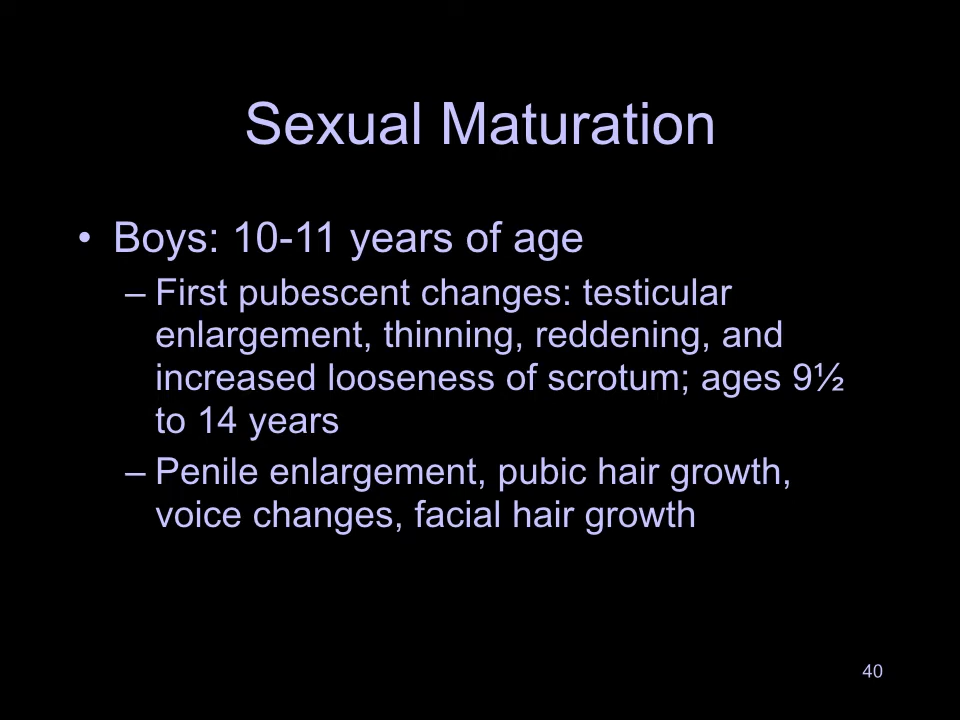 Sexual Maturation
• Boys: 10-11 years of age
– First pubescent changes: testicular
enlargement, thinning, reddening, and
increased looseness of scrotum; ages 9½
to 14 years
– Penile enlargement, pubic hair growth,
voice changes, facial hair growth
40